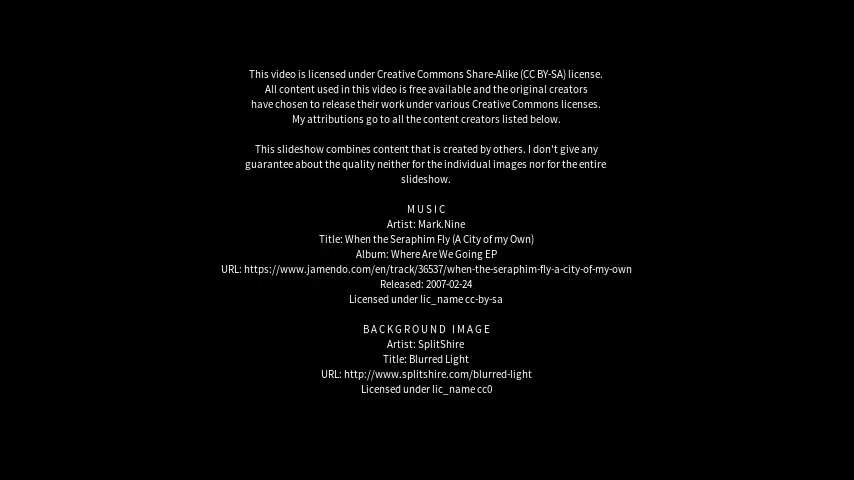 This video is licensed under Creative Commons Share-Alike (CC BY-SA) license.
All content used in this video is free available and the original creators
have chosen to release their work under various Creative Commons licenses.
My attributions go to all the content creators listed below.
This slideshow combines content that is created by others. I don't give any
guarantee about the quality neither for the individual images nor for the entire
slideshow.
MUSIC
Artist: Mark.Nine
Title: When the Seraphim Fly (A City of my Own)
Album: Where Are We Going EP
URL: https://www.jamendo.com/en/track/36537/when-the-seraphim-fly-a-city-of-my-own
Released: 2007-02-24
Licensed under lic_name cc-by-sa
BACKGROUND IMAGE
Artist: SplitShire
Title: Blurred Light
URL: http://www.splitshire.com/blurred-light
Licensed under lic_name cc0